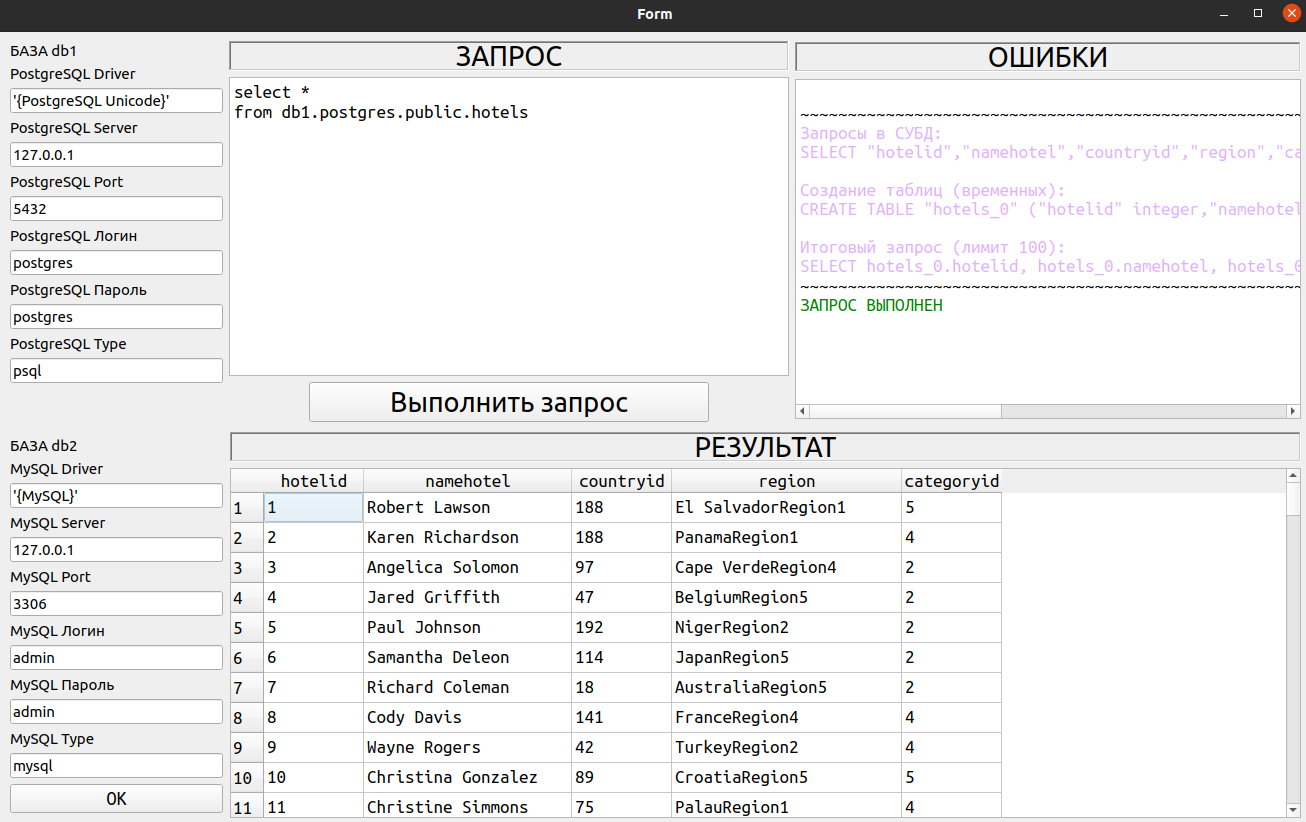 Form
БАЗА db1
PostgreSQL Driver
'{PostgreSQL Unicode}'
PostgreSQL Server
127.0.0.1
PostgreSQL Port
5432
PostgreSQL Логин
postgres
PostgreSQL Пароль
postgres
PostgreSQL Type
psql
БАЗА db2
MySQL Driver
'{MySQL}'
MySQL Server
127.0.0.1
MySQL Port
3306
MySQL Логин
admin
MySQL Пароль
admin
MySQL Type
mysql
ОК
ЗАПРОС
select *
from db1.postgres.public.hotels
Выполнить запрос
ОШИБКИ
~~~~~~~~~~~~~~~~~~~~~~~~~~~~~~~~~~~~~~~~~~~~~~~~~~~~~
Запросы в СУБД:
SELECT "hotelid","namehotel","countryid","region","ca
Создание таблиц (временных):
CREATE TABLE "hotels_0" ("hotelid" integer,"namehotel
Итоговый запрос (лимит 100):
SELECT hotels_0.hotelid, hotels_0.namehotel, hotels_0
~~~~~~~~~~~~~~~~~~~~~~~~~~~~~~~~~~~~~~~~~~~~~~~~~~~~~
ЗАПРОС ВЫПОЛНЕН
РЕЗУЛЬТАТ
hotelid namehotel countryid region categoryid
1 1 Robert Lawson 188 El SalvadorRegion1 5
2 2 Karen Richardson 188 PanamaRegion1 4
3 3 Angelica Solomon 97 Cape VerdeRegion4 2
4 4 Jared Griffith 47 BelgiumRegion5 2
5 5 Paul Johnson 192 NigerRegion2 2
6 6 Samantha Deleon 114 JapanRegion5 2
7 7 Richard Coleman 18 AustraliaRegion5 2
8 8 Cody Davis 141 FranceRegion4 4
9 9 Wayne Rogers 42 TurkeyRegion2 4
10 10 Christina Gonzalez 89 CroatiaRegion5 5
11 11 Christine Simmons 75 PalauRegion1 4